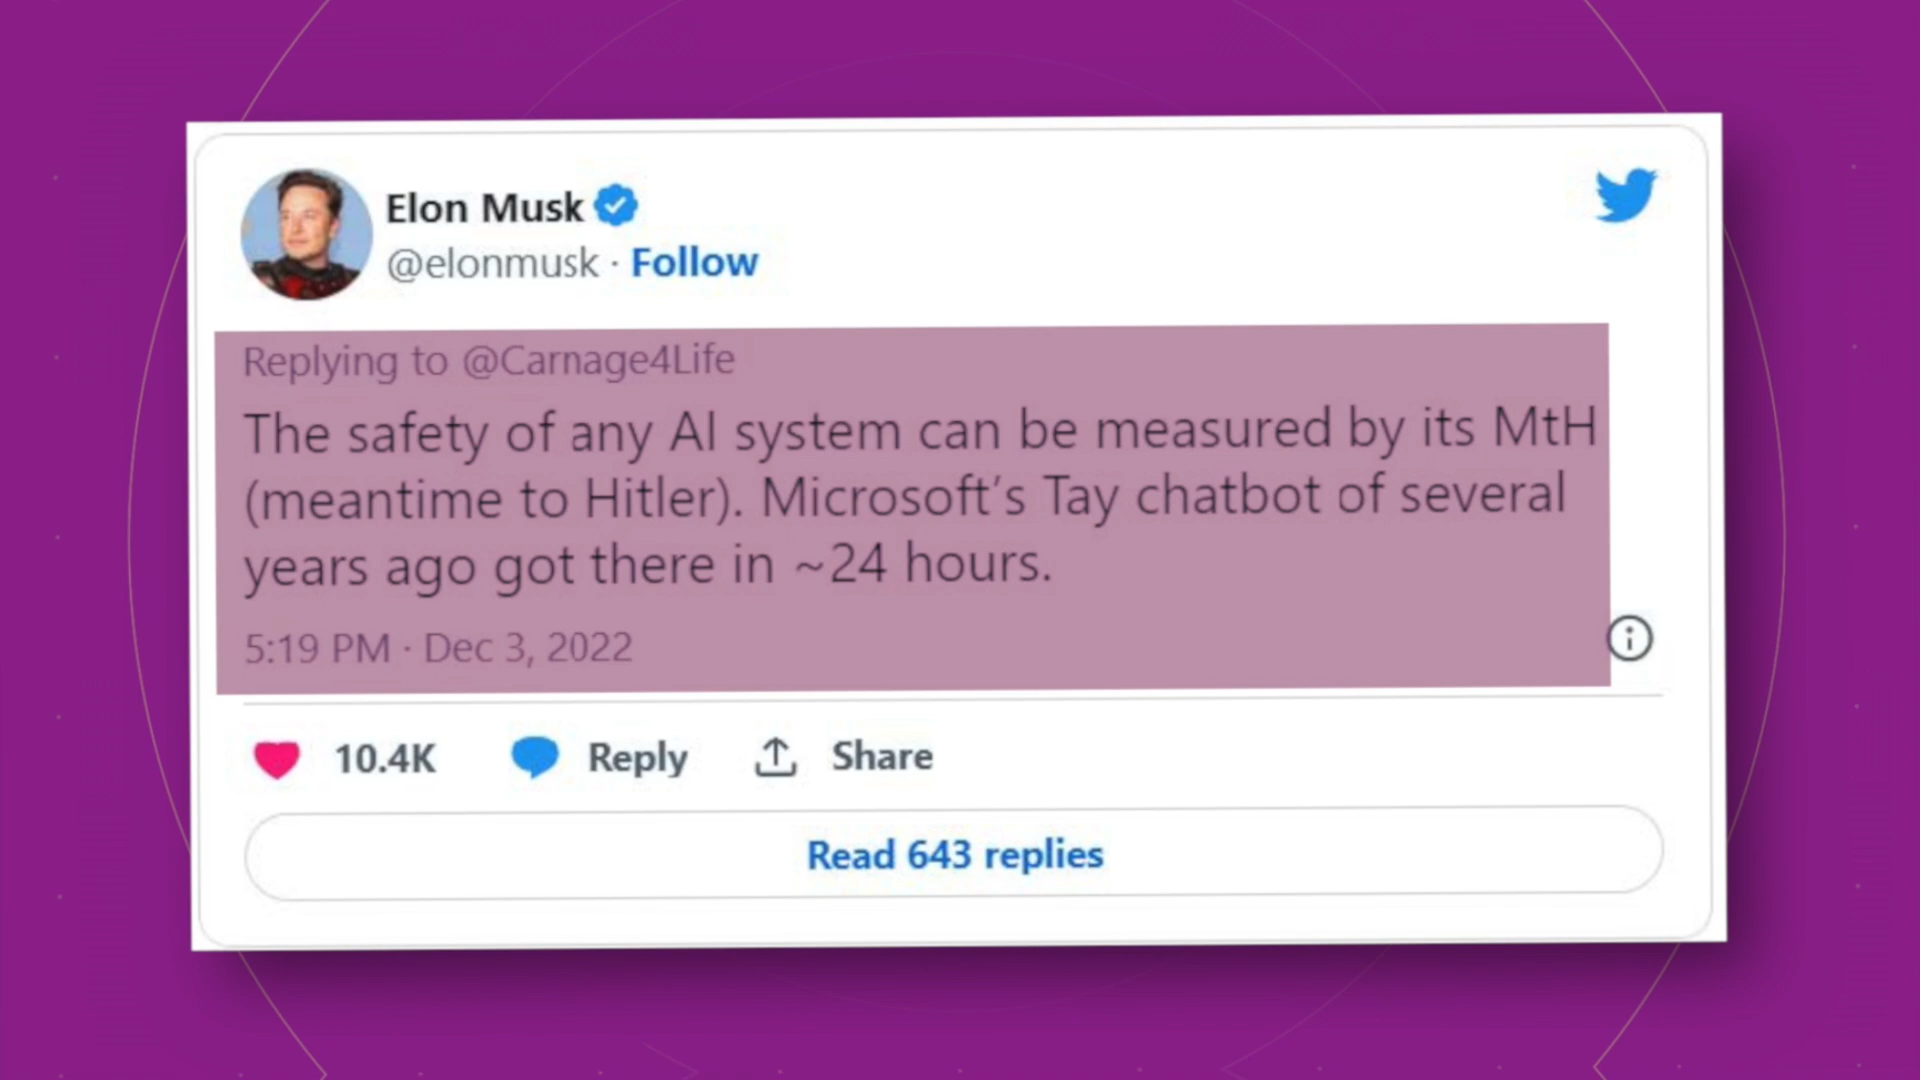 Elon Musk
@elonmusk · Follow
Replying to @Carnage4Life
The safety of any AI system can be measured by its MtH
(meantime to Hitler). Microsoft’s Tay chatbot of several
years ago got there in ~24 hours.
5:19 PM · Dec 3, 2022
10.4K Reply Share
Read 643 replies